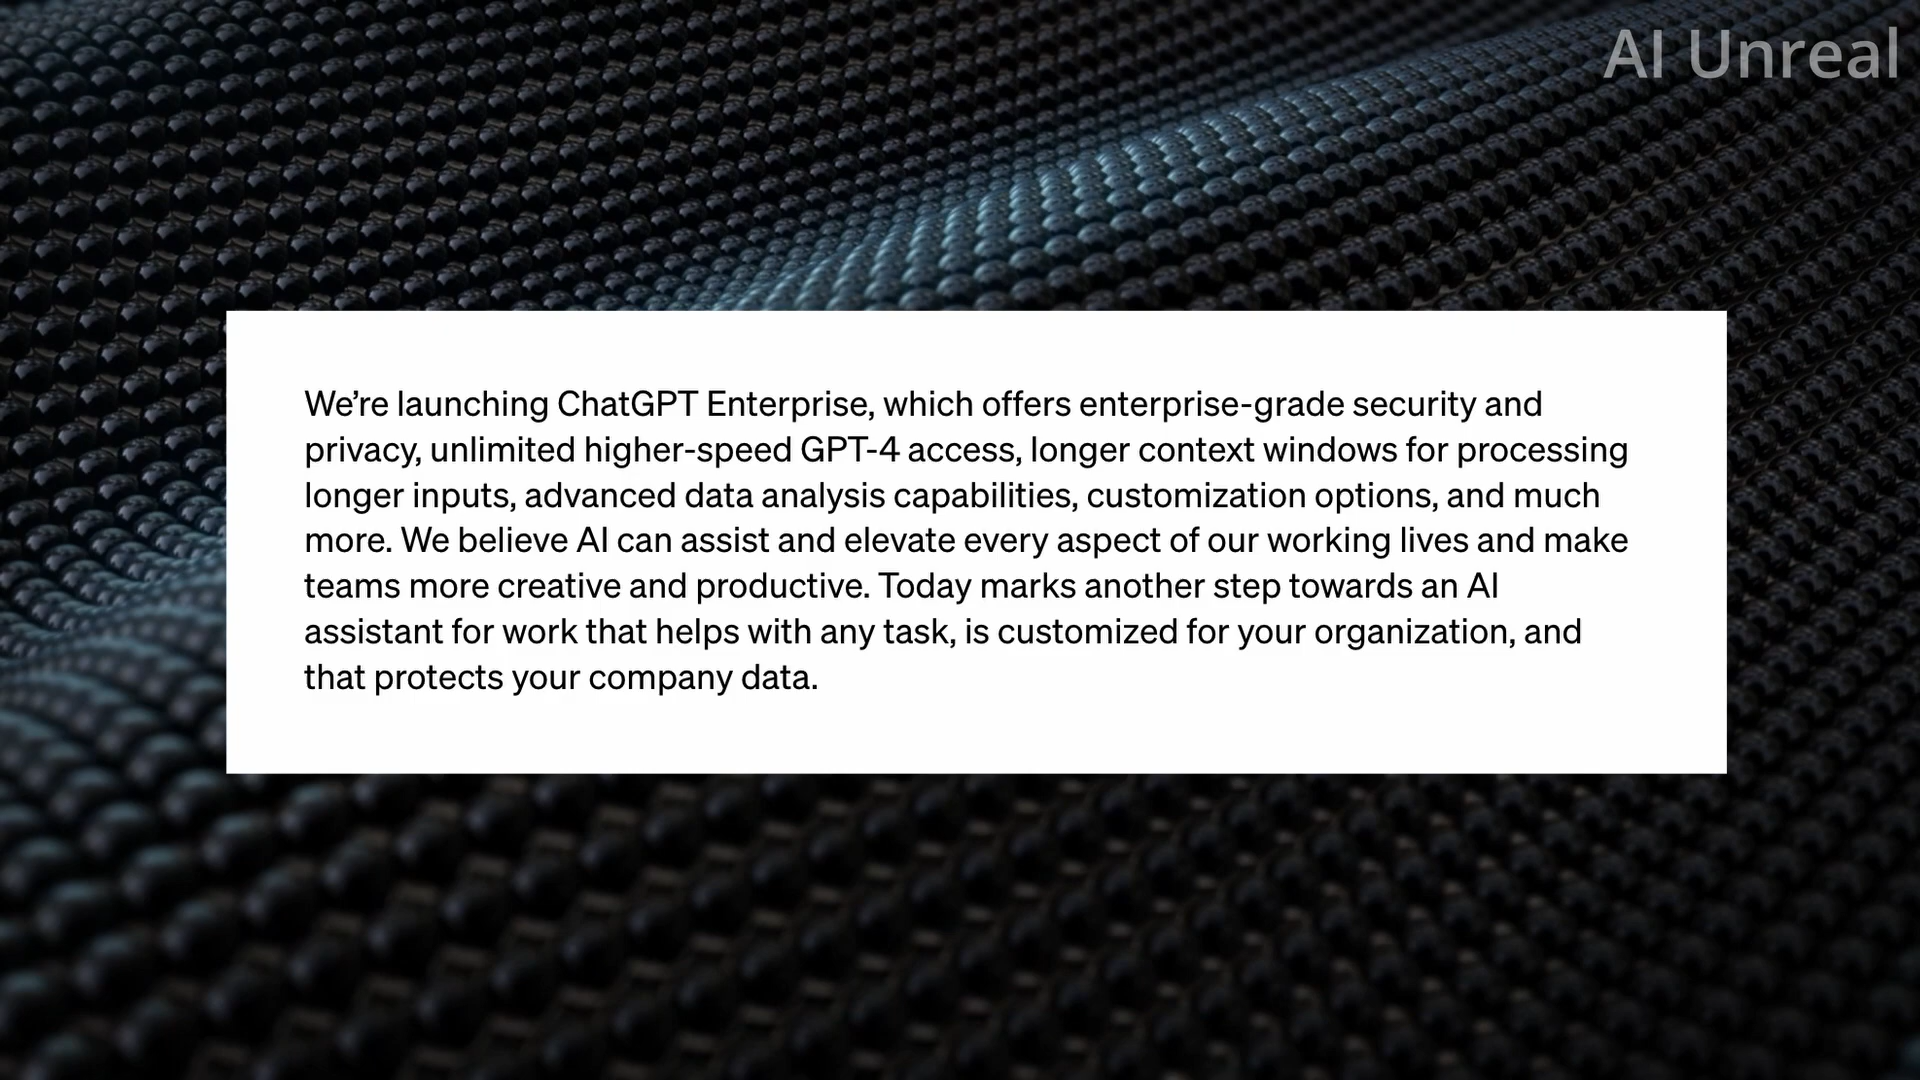 AI Unreal
We’re launching ChatGPT Enterprise, which offers enterprise-grade security and
privacy, unlimited higher-speed GPT-4 access, longer context windows for processing
longer inputs, advanced data analysis capabilities, customization options, and much
more. We believe AI can assist and elevate every aspect of our working lives and make
teams more creative and productive. Today marks another step towards an AI
assistant for work that helps with any task, is customized for your organization, and
that protects your company data.